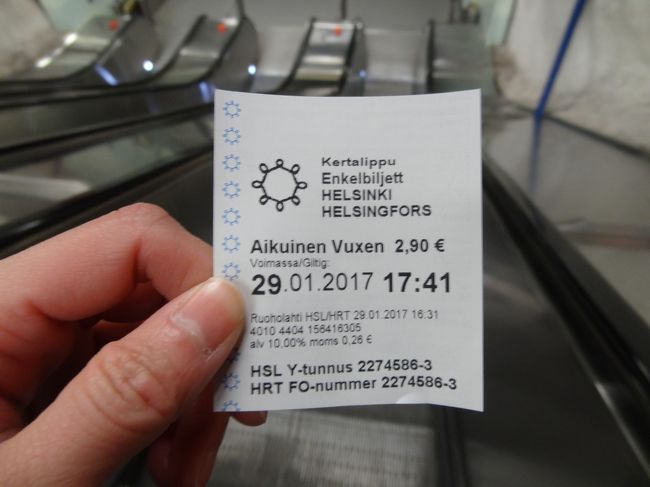 Kertalippu
Enkelbiljett
HELSINKI
HELSINGFORS
Aikuinen Vuxen 2,90 €
Voimassa/Giltig:
29.01.2017 17:41
Ruoholahti HSL/HRT 29.01.2017 16:31
4010 4404 156416305
alv 10,00% moms 0,26 €
HSL Y-tunnus 2274586-3
HRT FO-nummer 2274586-3